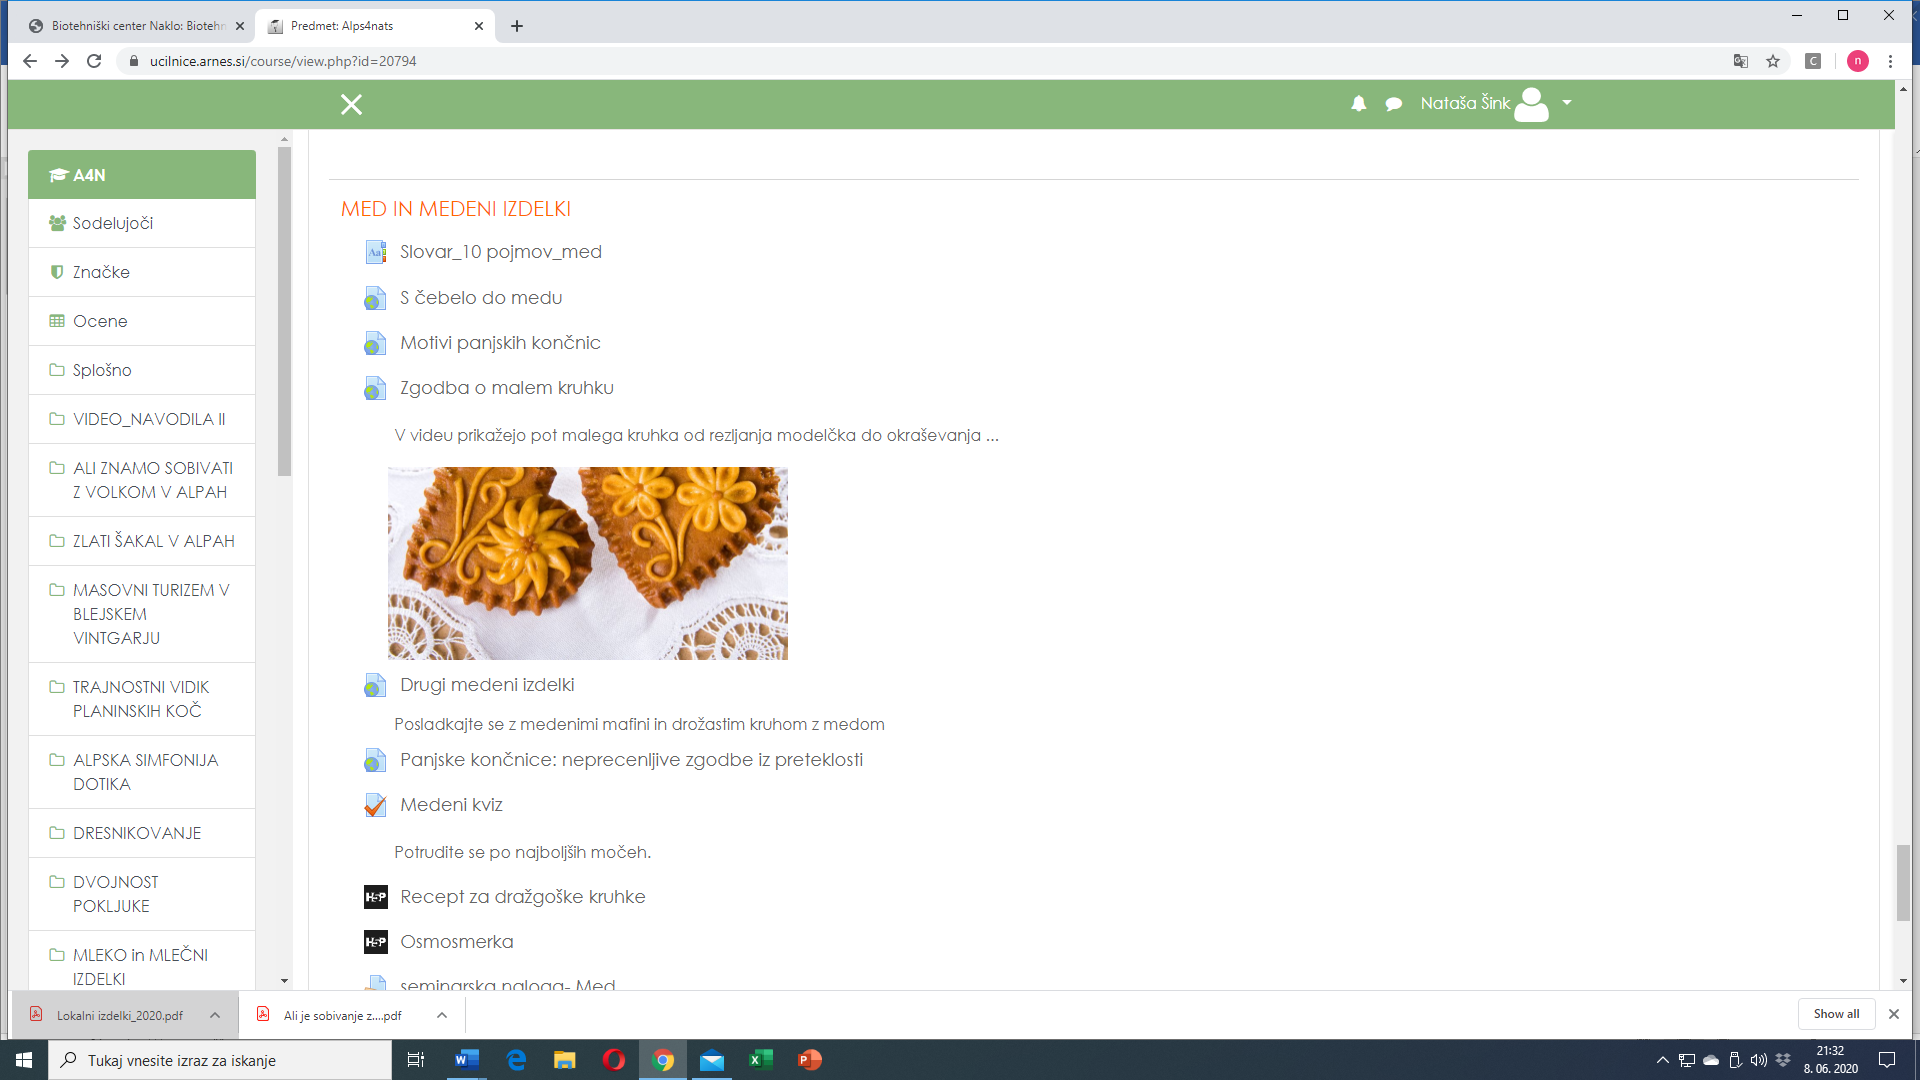 Biotehniški center Naklo: Biotehn
Predmet: Alps4nats
ucilnice.arnes.si/course/view.php?id=20794
C
n
Nataša Šink
A4N
Sodelujoči
Značke
Ocene
Splošno
VIDEO_NAVODILA II
ALI ZNAMO SOBIVATI
Z VOLKOM V ALPAH
ZLATI ŠAKAL V ALPAH
MASOVNI TURIZEM V
BLEJSKEM
VINTGARJU
TRAJNOSTNI VIDIK
PLANINSKIH KOČ
ALPSKA SIMFONIJA
DOTIKA
DRESNIKOVANJE
DVOJNOST
POKLJUKE
MLEKO in MLEČNI
IZDELKI
MED IN MEDENI IZDELKI
Aa
Slovar_10 pojmov_med
S čebelo do medu
Motivi panjskih končnic
Zgodba o malem kruhku
V videu prikažejo pot malega kruhka od rezljanja modelčka do okraševanja ...
Drugi medeni izdelki
Posladkajte se z medenimi mafini in drožastim kruhom z medom
Panjske končnice: neprecenljive zgodbe iz preteklosti
Medeni kviz
Potrudite se po najboljših močeh.
H5P
Recept za dražgoške kruhke
H5P
Osmosmerka
seminarska naloga- Med
Lokalni izdelki_2020.pdf
Ali je sobivanje z....pdf
Show all
Tukaj vnesite izraz za iskanje
21:32
8. 06. 2020